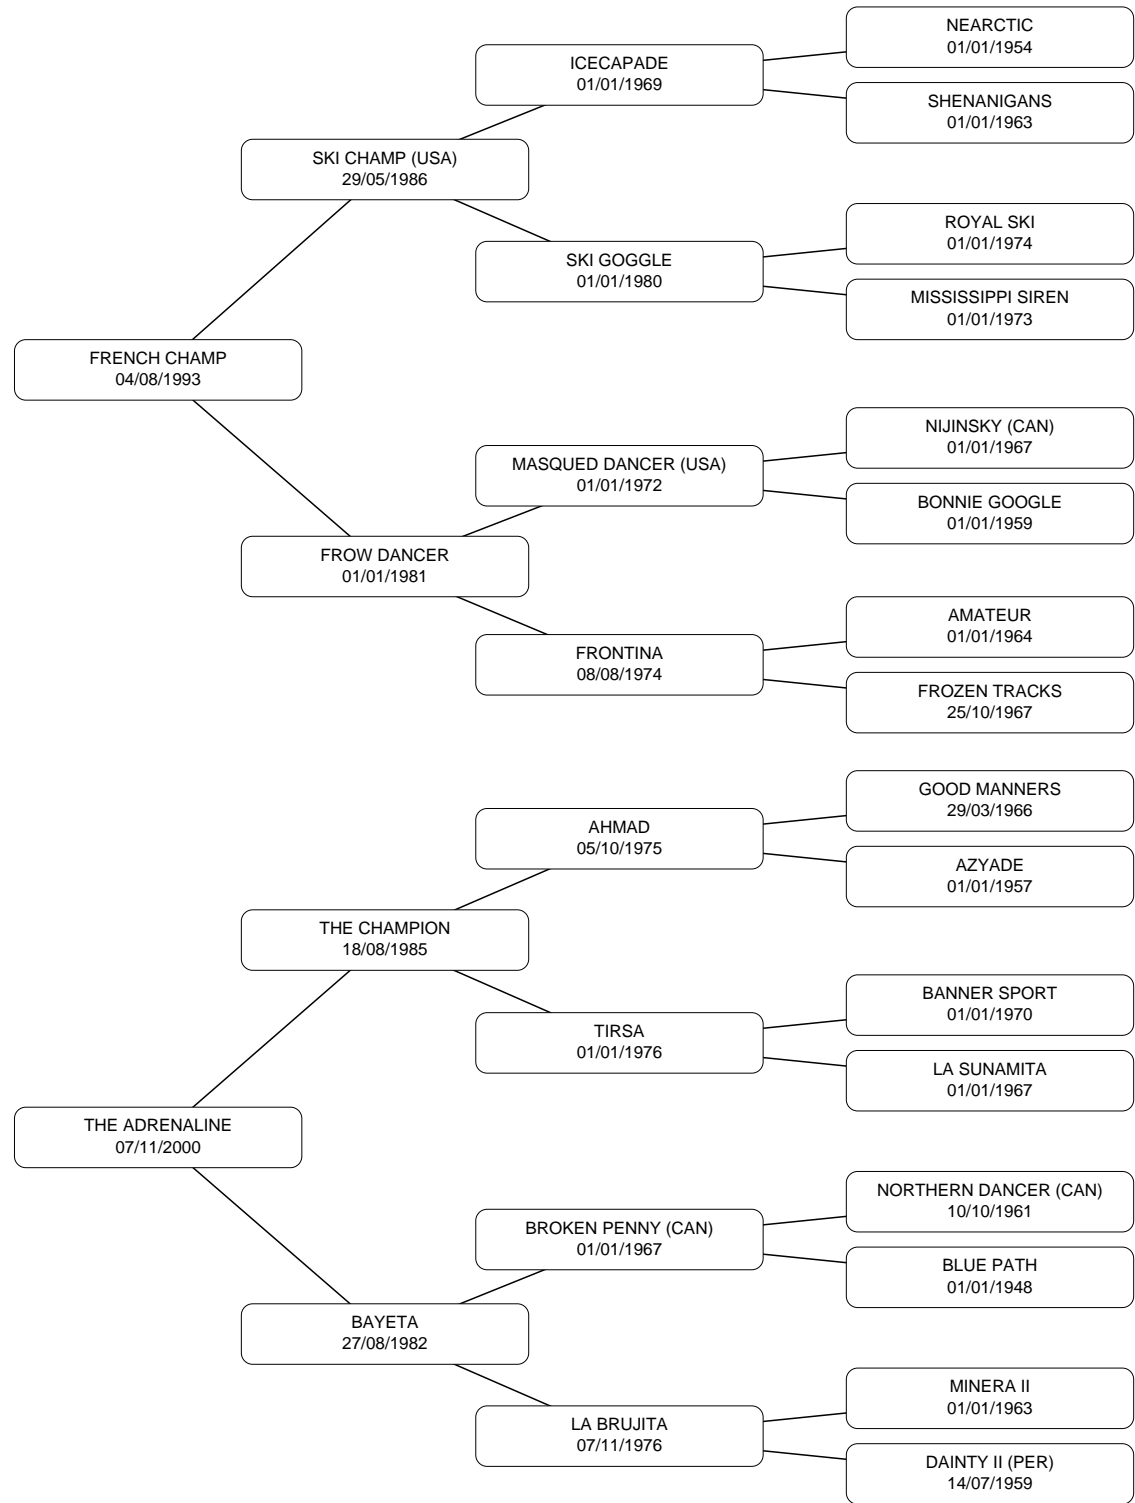 NEARCTIC
01/01/1954
ICECAPADE
01/01/1969
SHENANIGANS
01/01/1963
SKI CHAMP (USA)
29/05/1986
ROYAL SKI
01/01/1974
SKI GOGGLE
01/01/1980
MISSISSIPPI SIREN
01/01/1973
FRENCH CHAMP
04/08/1993
NIJINSKY (CAN)
01/01/1967
MASQUED DANCER (USA)
01/01/1972
BONNIE GOOGLE
01/01/1959
FROW DANCER
01/01/1981
AMATEUR
01/01/1964
FRONTINA
08/08/1974
FROZEN TRACKS
25/10/1967
GOOD MANNERS
29/03/1966
AHMAD
05/10/1975
AZYADE
01/01/1957
THE CHAMPION
18/08/1985
BANNER SPORT
01/01/1970
TIRSA
01/01/1976
LA SUNAMITA
01/01/1967
THE ADRENALINE
07/11/2000
NORTHERN DANCER (CAN)
10/10/1961
BROKEN PENNY (CAN)
01/01/1967
BLUE PATH
01/01/1948
BAYETA
27/08/1982
MINERA II
01/01/1963
LA BRUJITA
07/11/1976
DAINTY II (PER)
14/07/1959